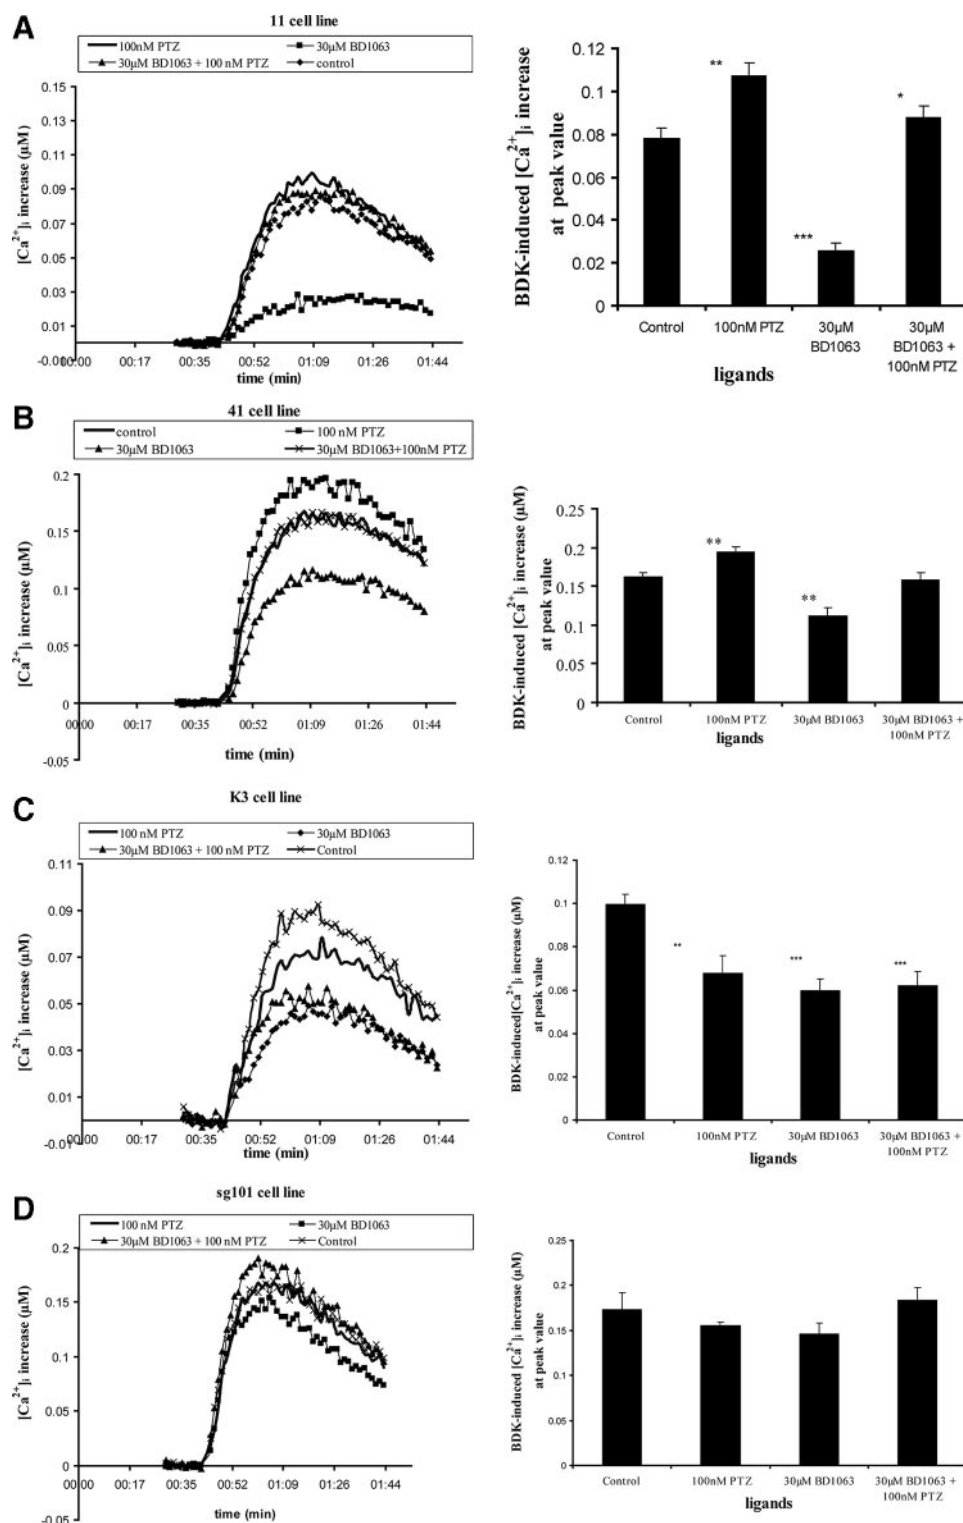 A
11 cell line
100nM PTZ
30µM BD1063
30µM BD1063 + 100 nM PTZ
control
[Ca2+]i increase (µM)
0.15
0.13
0.11
0.09
0.07
0.05
0.03
0.01
-0.01
00:00
00:17
00:35
00:52
01:09
01:26
01:44
time (min)
BDK-induced [Ca2+]i increase
at peak value
0.12
0.1
0.08
0.06
0.04
0.02
0
**
***
*
Control
100nM PTZ
30µM
BD1063
30µM
BD1063 +
100nM PTZ
ligands
B
41 cell line
control
100 nM PTZ
30µM BD1063
30µM BD1063+100nM PTZ
[Ca2+]i increase (µM)
0.2
0.15
0.1
0.05
0
-0.05
00:00
00:17
00:35
00:52
01:09
01:26
01:44
time (min)
BDK-induced [Ca2+]i increase (µM)
at peak value
0.25
0.2
0.15
0.1
0.05
0
**
**
Control
100nM PTZ
30µM BD1063
30µM BD1063 +
100nM PTZ
ligands
C
K3 cell line
100 nM PTZ
30µM BD1063
30µM BD1063 + 100 nM PTZ
Control
[Ca2+]i increase (µM)
0.11
0.09
0.07
0.05
0.03
0.01
-0.01
00:00
00:17
00:35
00:52
01:09
01:26
01:44
time (min)
BDK-induced[Ca2+]i increase (µM)
at peak value
0.12
0.1
0.08
0.06
0.04
0.02
0
**
***
***
Control
100nM PTZ
30µM BD1063
30µM BD1063 +
100nM PTZ
ligands
D
sg101 cell line
100 nM PTZ
30µM BD1063
30µM BD1063 + 100 nM PTZ
Control
[Ca2+]i increase (µM)
0.2
0.15
0.1
0.05
0
-0.05
00:00
00:17
00:35
00:52
01:09
01:26
01:44
time (min)
BDK-induced [Ca2+]i increase (µM)
at peak value
0.25
0.2
0.15
0.1
0.05
0
Control
100nM PTZ
30µM BD1063
30µM BD1063 +
100nM PTZ
ligands